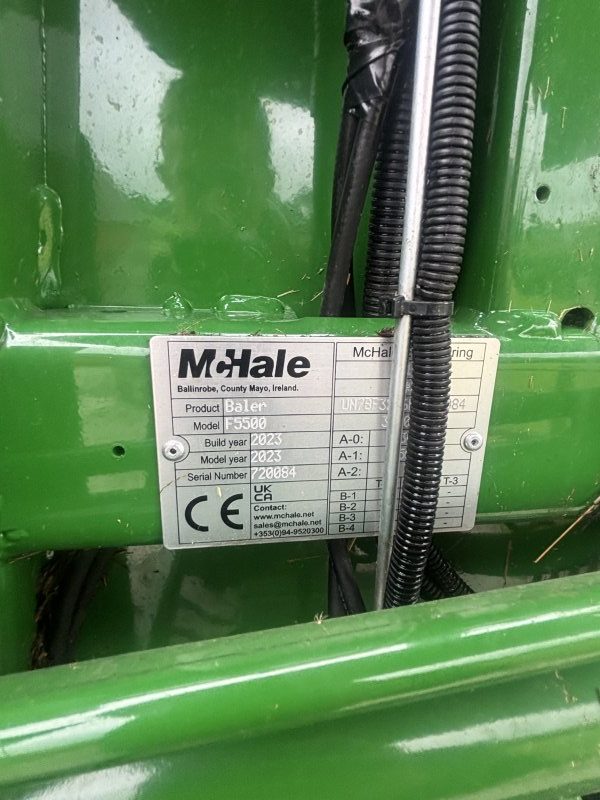 McHale
Ballinrobe, County Mayo, Ireland.
Product Baler
Model F5500
Build year 2023
Model year 2023
Serial Number 720084
CE
UK
CA
Contact:
www.mchale.net
sales@mchale.net
+353(0)94-9520300
McHale
A-0:
A-1:
A-2:
T-3
B-1 -
B-2 -
B-3 -
B-4 -